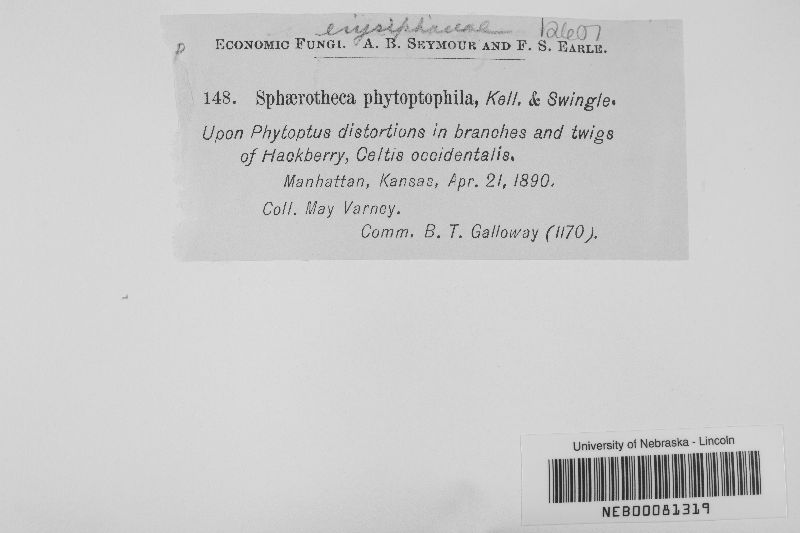 erysiphaceae 12607
P
ECONOMIC FUNGI. A. B. SEYMOUR AND F. S. EARLE.
148. Sphærotheca phytoptophila, Kell. & Swingle.
Upon Phytoptus distortions in branches and twigs
of Hackberry, Celtis occidentalis.
Manhattan, Kansas, Apr. 21, 1890.
Coll. May Varney.
Comm. B. T. Galloway (1170).
University of Nebraska - Lincoln
NEB00081319